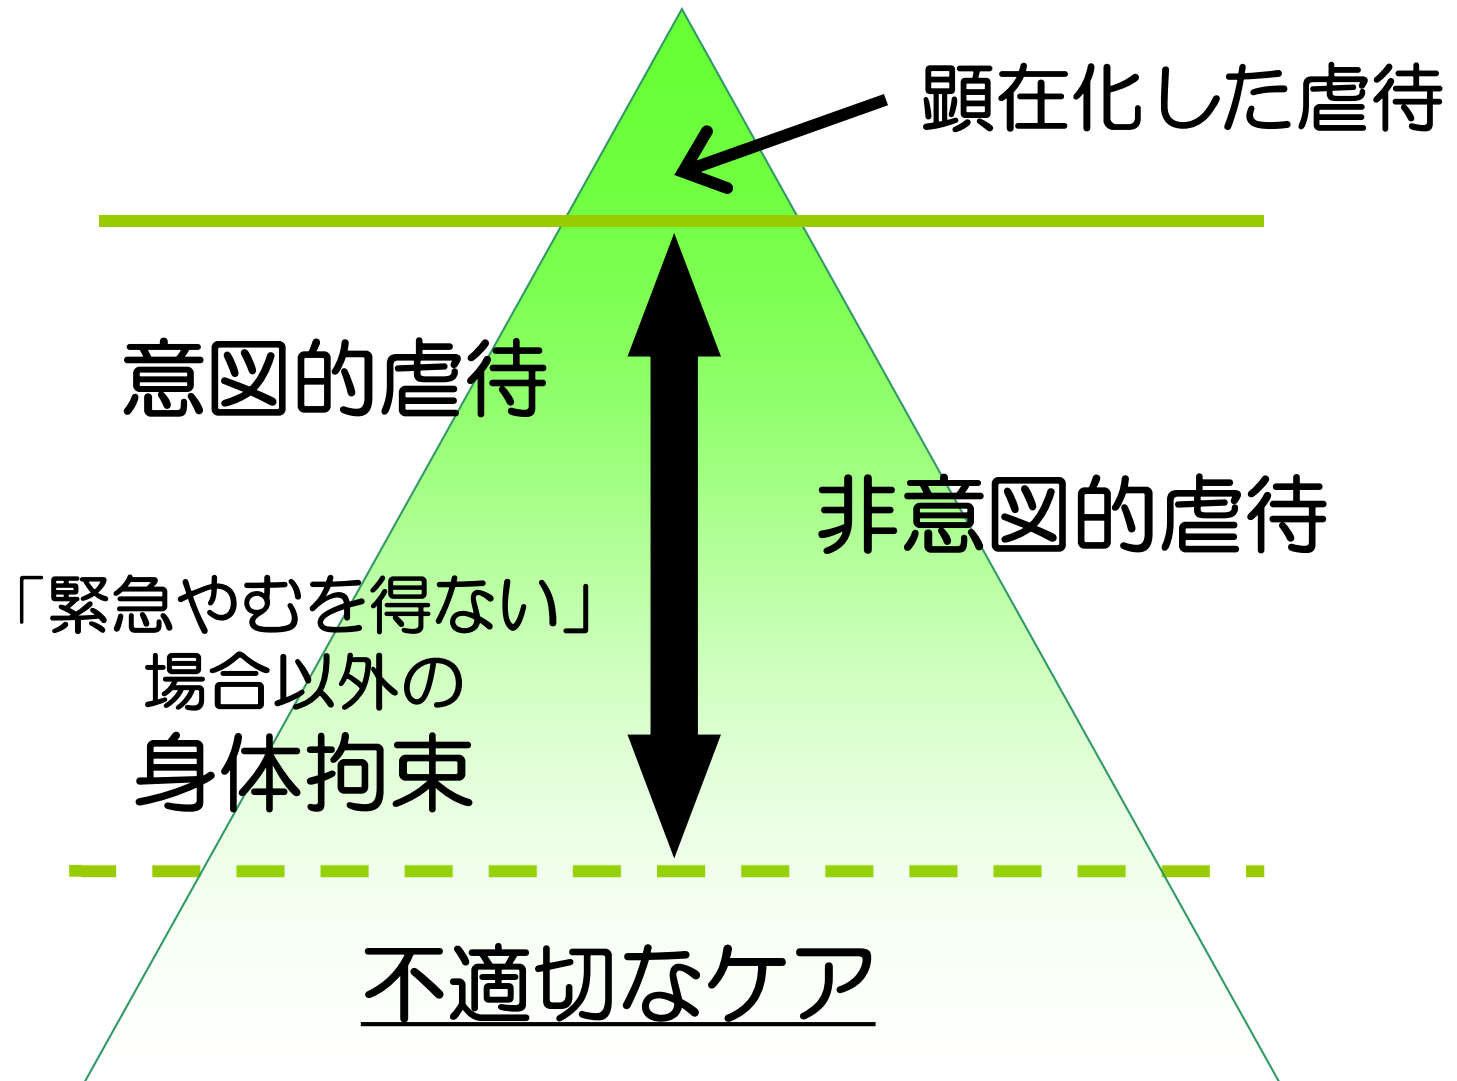 顕在化した虐待
意図的虐待
非意図的虐待
「緊急やむを得ない」
場合以外の
身体拘束
不適切なケア